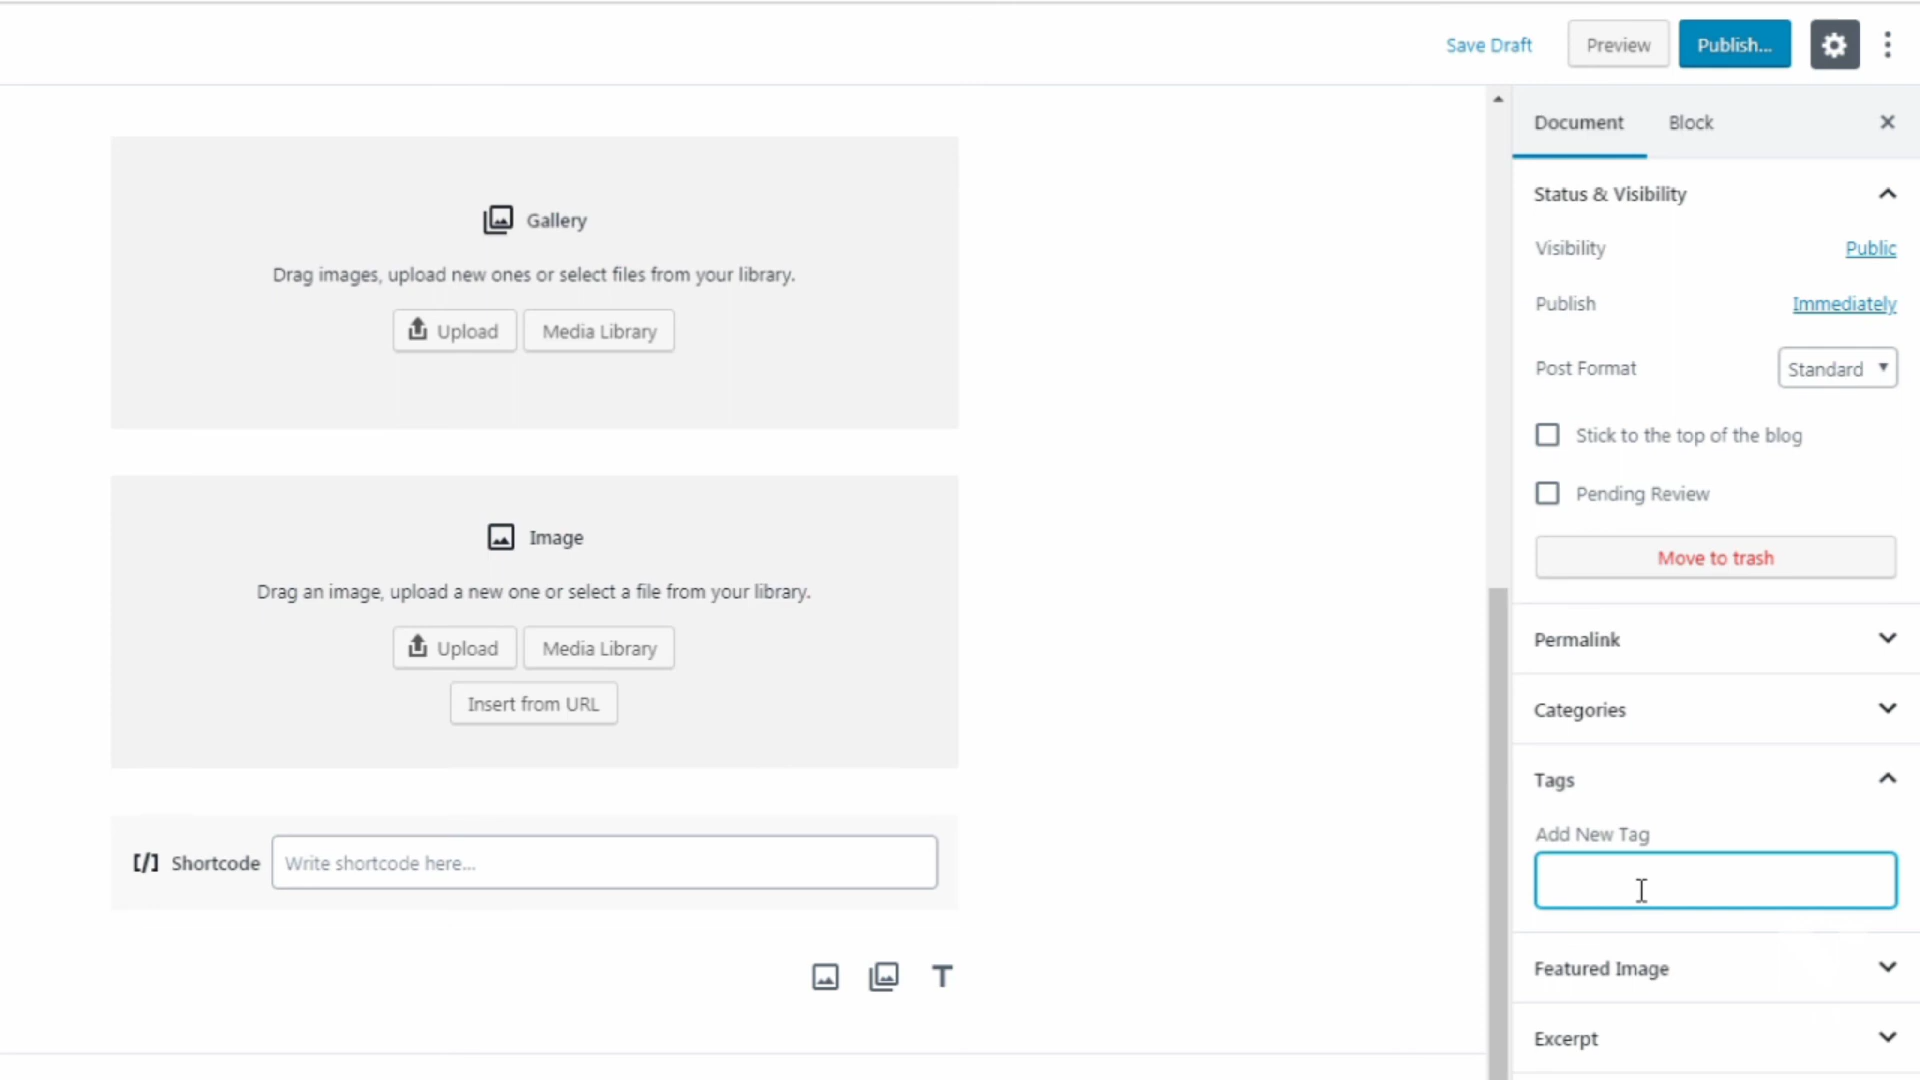 Save Draft
Preview
Publish...
Document
Block
Gallery
Drag images, upload new ones or select files from your library.
Upload
Media Library
Image
Drag an image, upload a new one or select a file from your library.
Upload
Media Library
Insert from URL
[/] Shortcode
Write shortcode here...
T
Status & Visibility
Visibility
Public
Publish
Immediately
Post Format
Standard
Stick to the top of the blog
Pending Review
Move to trash
Permalink
Categories
Tags
Add New Tag
Featured Image
Excerpt